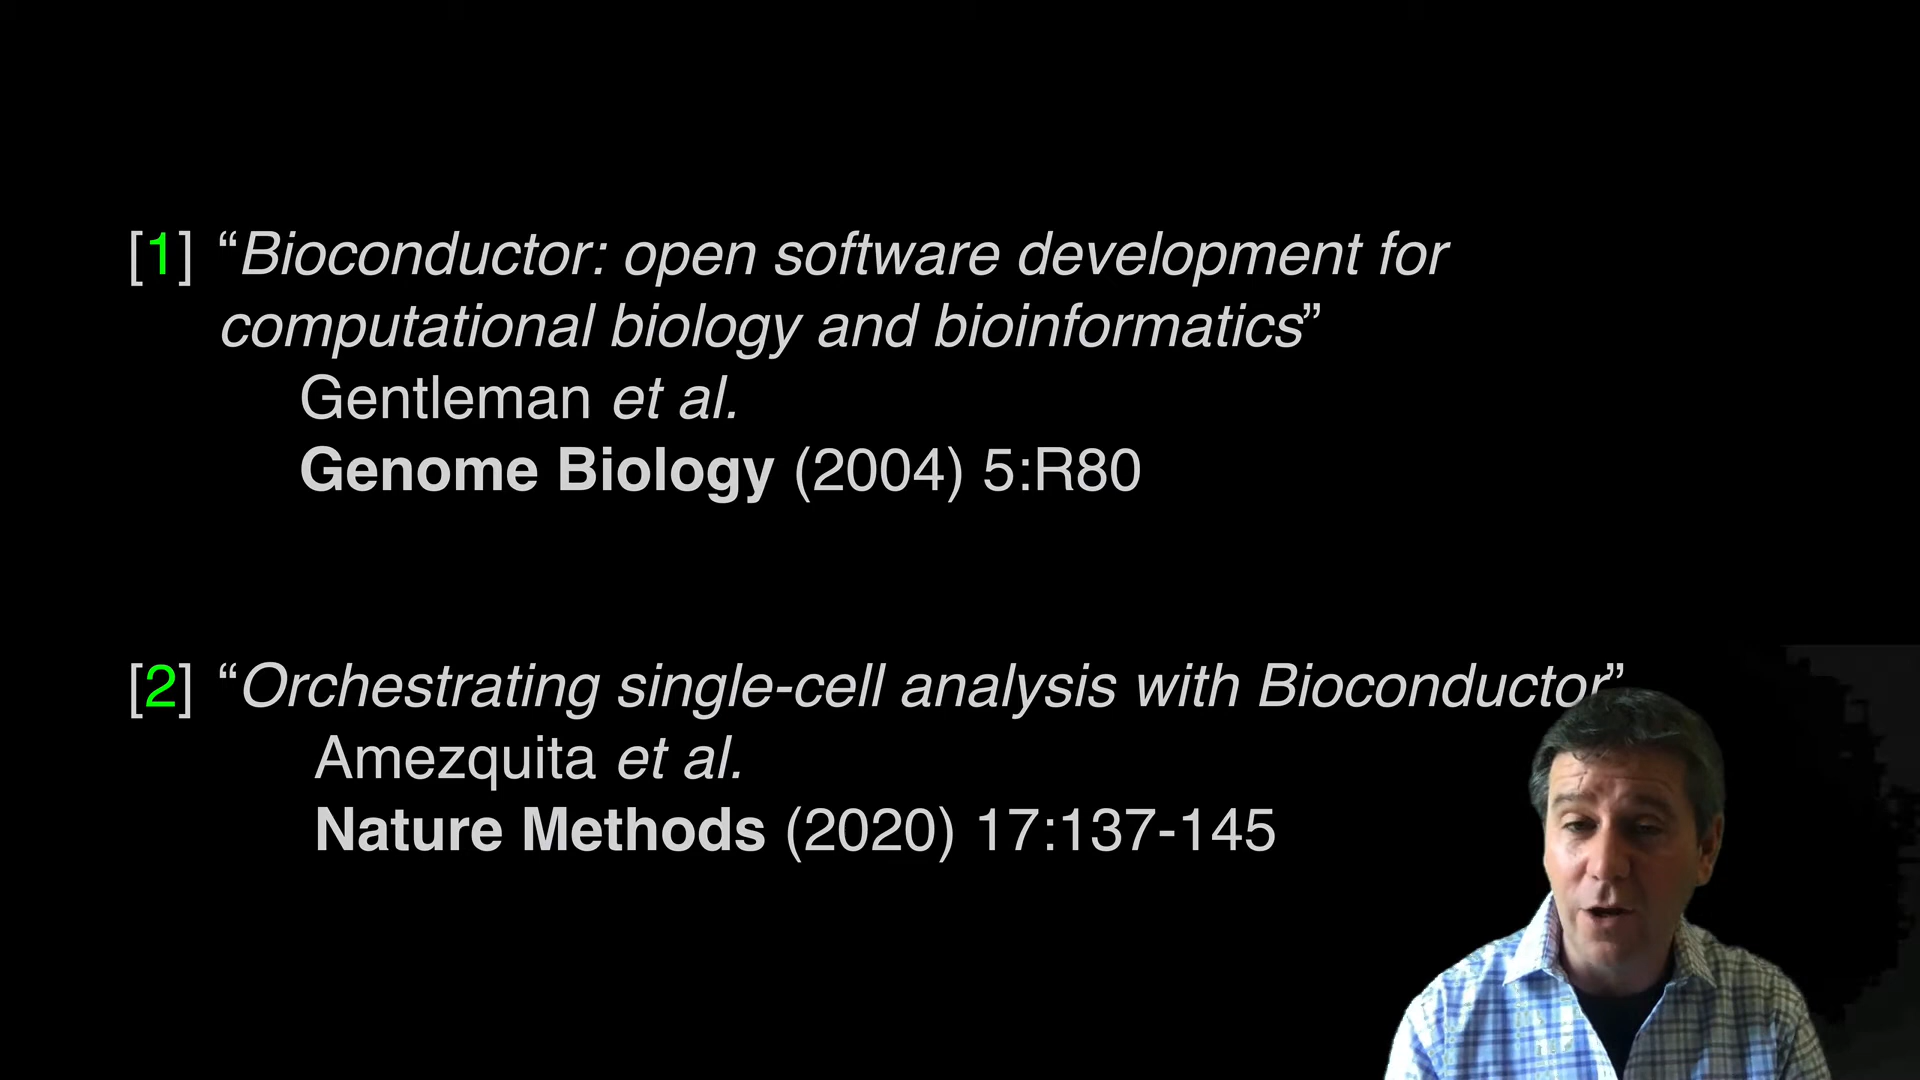 [1] “Bioconductor: open software development for
computational biology and bioinformatics”
Gentleman et al.
Genome Biology (2004) 5:R80
[2] “Orchestrating single-cell analysis with Bioconductor”
Amezquita et al.
Nature Methods (2020) 17:137-145